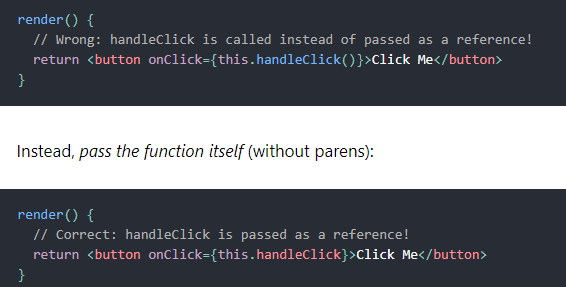 render() {
  // Wrong: handleClick is called instead of passed as a reference!
  return <button onClick={this.handleClick()}>Click Me</button>
}
Instead, pass the function itself (without parens):
render() {
  // Correct: handleClick is passed as a reference!
  return <button onClick={this.handleClick}>Click Me</button>
}